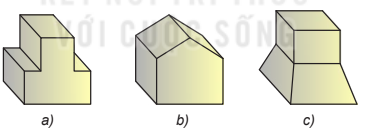 VỚI CUỘC SỐNG
a) b) c)